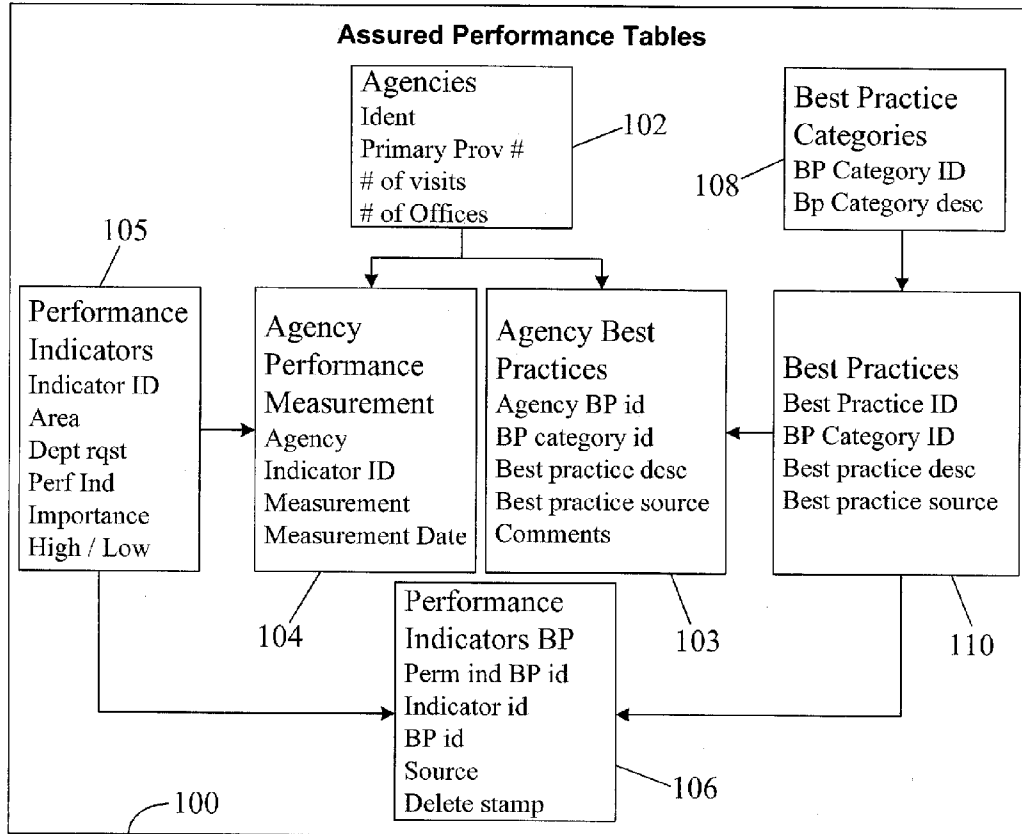 Assured Performance Tables
Agencies
Ident
Primary Prov #
# of visits
# of Offices
102
Best Practice
Categories
BP Category ID
Bp Category desc
108
105
Performance
Indicators
Indicator ID
Area
Dept rqst
Perf Ind
Importance
High / Low
Agency
Performance
Measurement
Agency
Indicator ID
Measurement
Measurement Date
104
Agency Best
Practices
Agency BP id
BP category id
Best practice desc
Best practice source
Comments
103
Best Practices
Best Practice ID
BP Category ID
Best practice desc
Best practice source
110
Performance
Indicators BP
Perm ind BP id
Indicator id
BP id
Source
Delete stamp
106
100